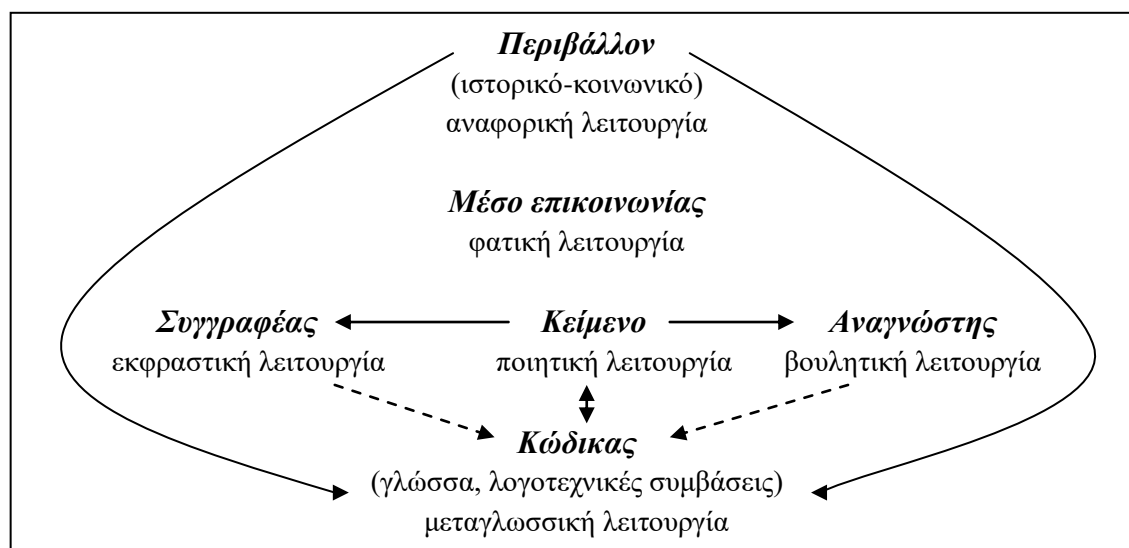 Περιβάλλον
(ιστορικό-κοινωνικό)
αναφορική λειτουργία
Μέσο επικοινωνίας
φατική λειτουργία
Συγγραφέας Κείμενο Αναγνώστης
εκφραστική λειτουργία ποιητική λειτουργία βουλητική λειτουργία
Κώδικας
(γλώσσα, λογοτεχνικές συμβάσεις)
μεταγλωσσική λειτουργία